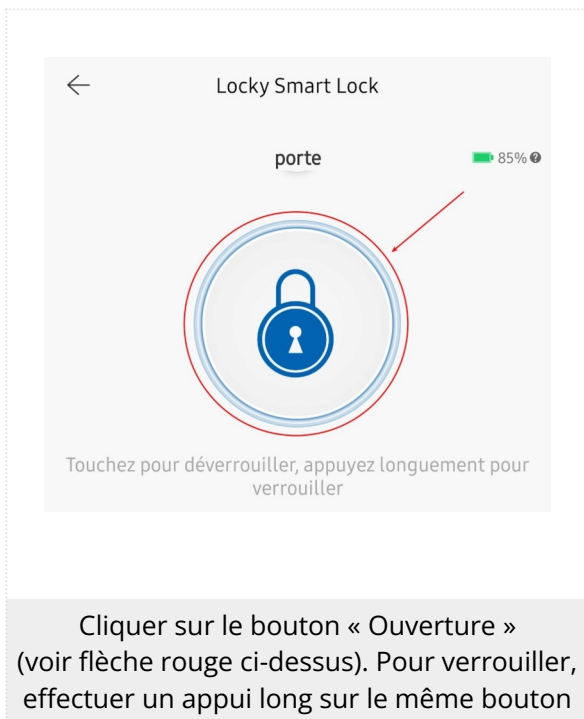 Locky Smart Lock
porte
85%
Touchez pour déverrouiller, appuyez longuement pour
verrouiller
Cliquer sur le bouton « Ouverture »
(voir flèche rouge ci-dessus). Pour verrouiller,
effectuer un appui long sur le même bouton